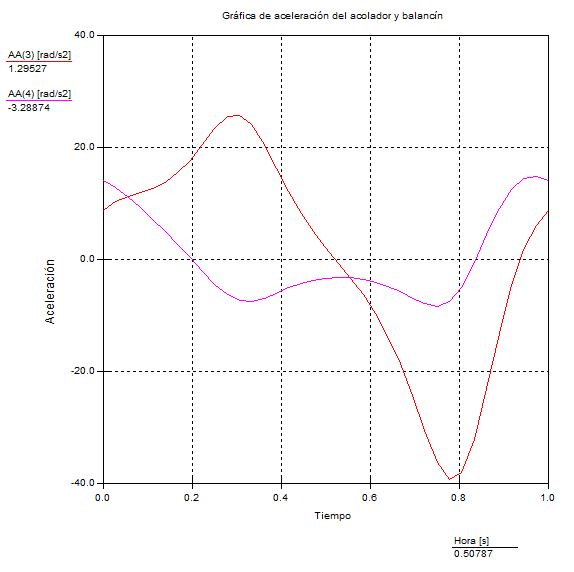 Gráfica de aceleración del acolador y balancín
AA(3) [rad/s2]
1.29527
AA(4) [rad/s2]
-3.28874
40.0
20.0
0.0
-20.0
-40.0
Aceleración
0.0 0.2 0.4 0.6 0.8 1.0
Tiempo
Hora [s]
0.50787